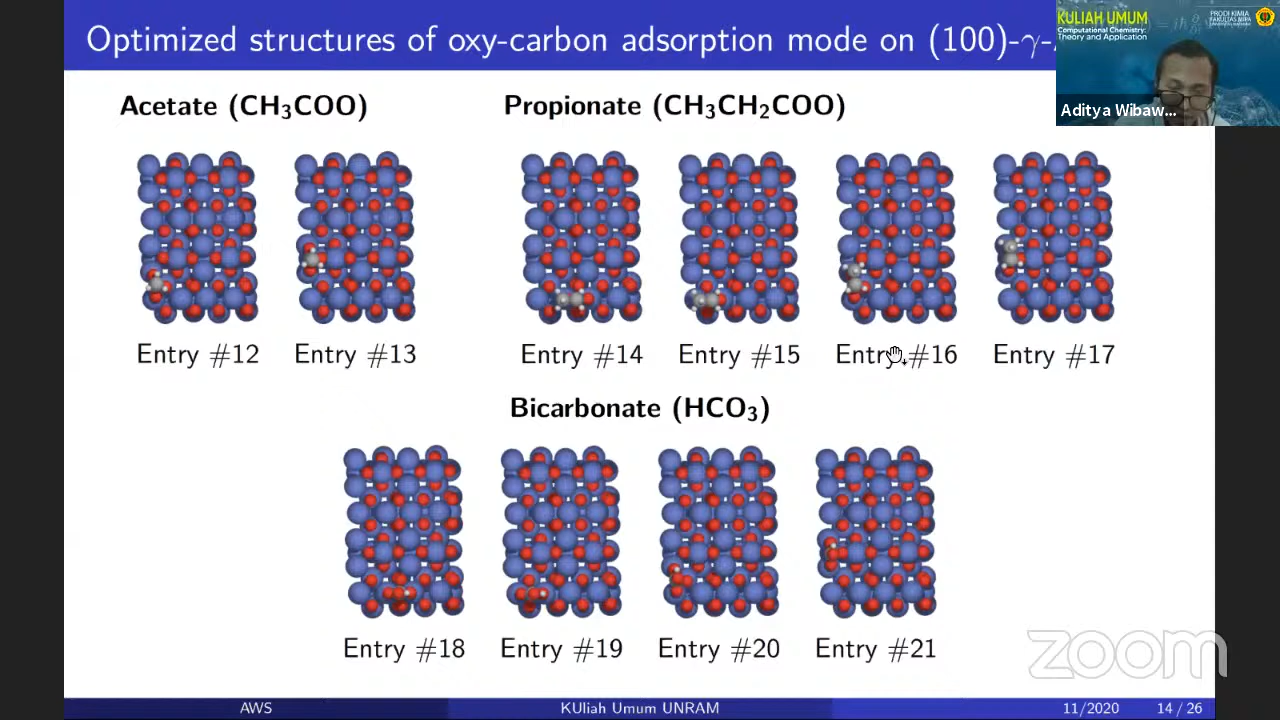 Optimized structures of oxy-carbon adsorption mode on (100)-γ-
KULIAH UMUM
Computational Chemistry:
Theory and Application
PRODI KIMIA
FAKULTAS MIPA
Aditya Wibaw...
Acetate (CH₃COO)
Propionate (CH₃CH₂COO)
Entry #12
Entry #13
Entry #14
Entry #15
Entry #16
Entry #17
Bicarbonate (HCO₃)
Entry #18
Entry #19
Entry #20
Entry #21
zoom
AWS
KUliah Umum UNRAM
11/2020
14 / 26